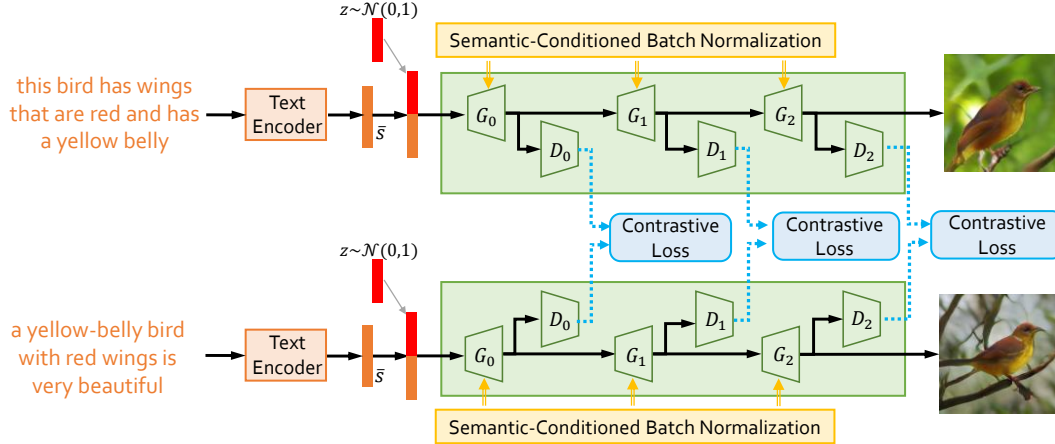 z~𝒩(0,1)
Semantic-Conditioned Batch Normalization
this bird has wings
that are red and has
a yellow belly
Text
Encoder
s̄
G₀
G₁
G₂
D₀
D₁
D₂
Contrastive
Loss
Contrastive
Loss
Contrastive
Loss
z~𝒩(0,1)
a yellow-belly bird
with red wings is
very beautiful
Text
Encoder
s̄
D₀
D₁
D₂
G₀
G₁
G₂
Semantic-Conditioned Batch Normalization